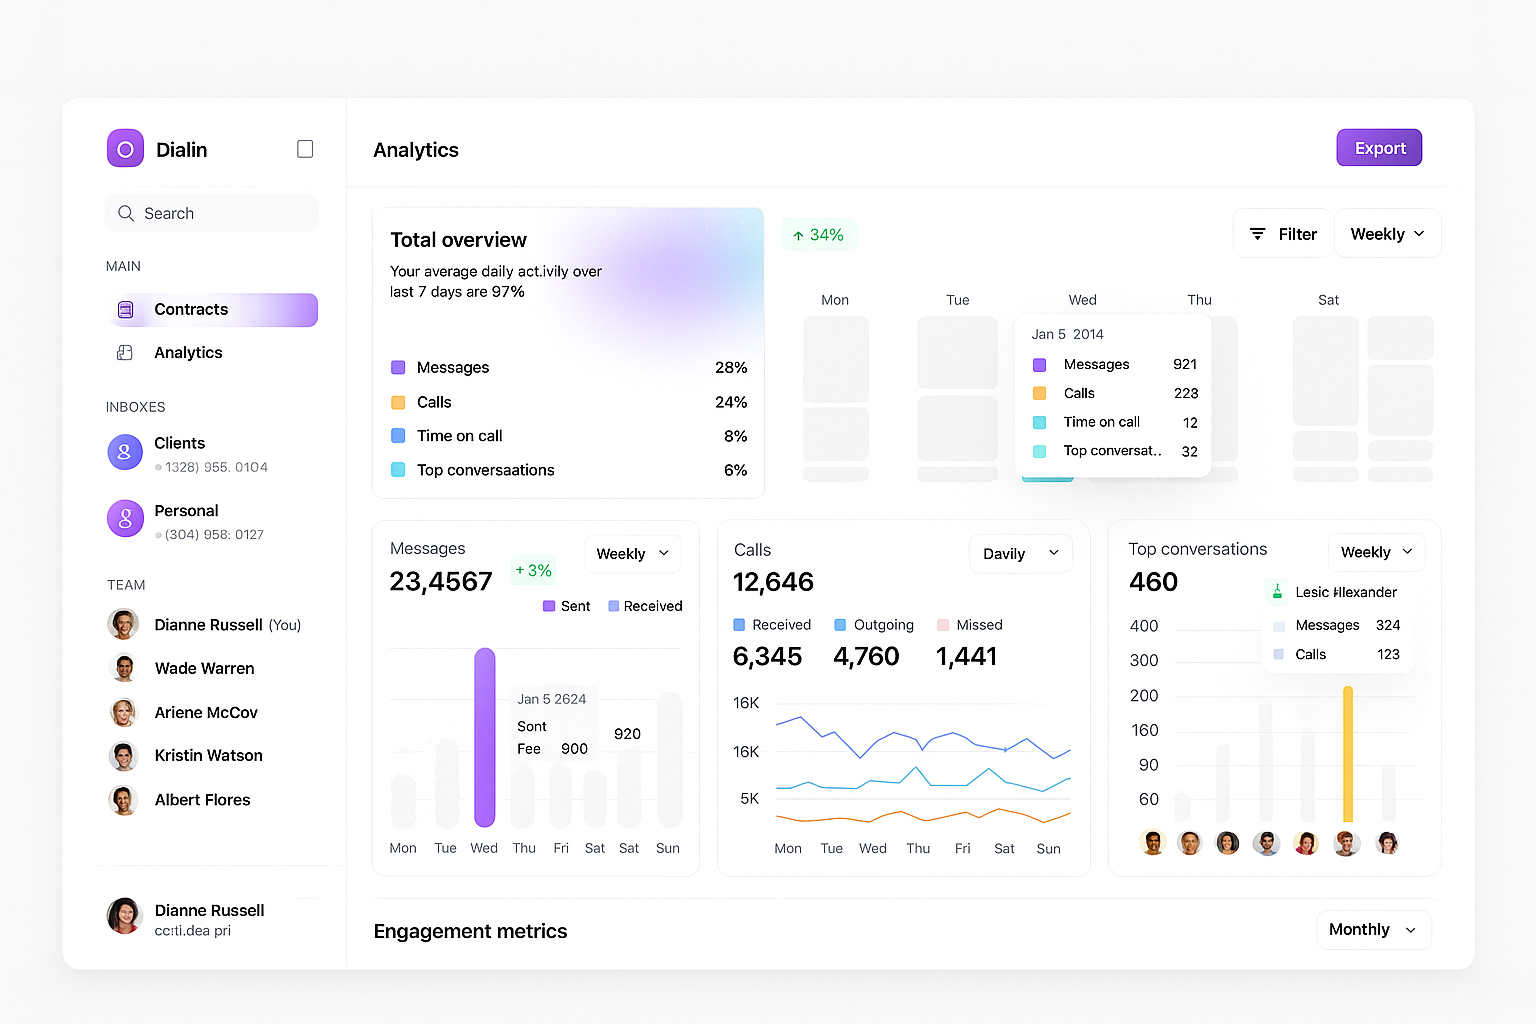 Dialin
Search
MAIN
Contracts
Analytics
INBOXES
Clients
1328) 955. 0104
Personal
(304) 958: 0127
TEAM
Dianne Russell (You)
Wade Warren
Ariene McCov
Kristin Watson
Albert Flores
Dianne Russell
Analytics
Export
Total overview
Your average daily act.ivily over
last 7 days are 97%
Messages 28%
Calls 24%
Time on call 8%
Top conversaations 6%
↑ 34%
Filter
Weekly
Mon Tue Wed Thu Sat
Jan 5 2014
Messages 921
Calls 223
Time on call 12
Top conversat.. 32
Messages
23,4567
+ 3%
Weekly
Sent Received
Jan 5 2624
Sont
Fee 900
920
Mon Tue Wed Thu Fri Sat Sat Sun
Calls
12,646
Davily
Received Outgoing Missed
6,345 4,760 1,441
16K
16K
5K
Mon Tue Wed Thu Fri Sat Sun
Top conversations
460
Weekly
Lesic
Messages 324
Calls 123
400
300
200
160
90
60
Engagement metrics
Monthly